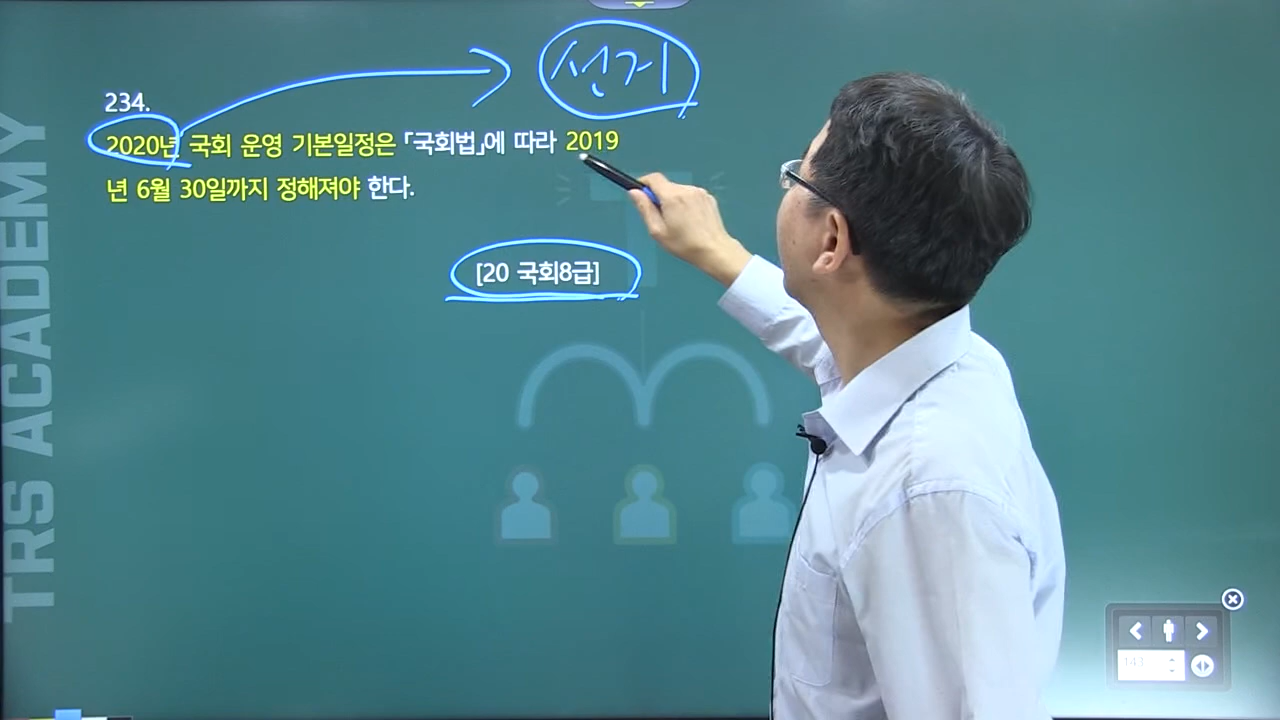 선거
234.
2020년 국회 운영 기본일정은 「국회법」에 따라 2019
년 6월 30일까지 정해져야 한다.
[20 국회8급]
TRS ACADEMY
143